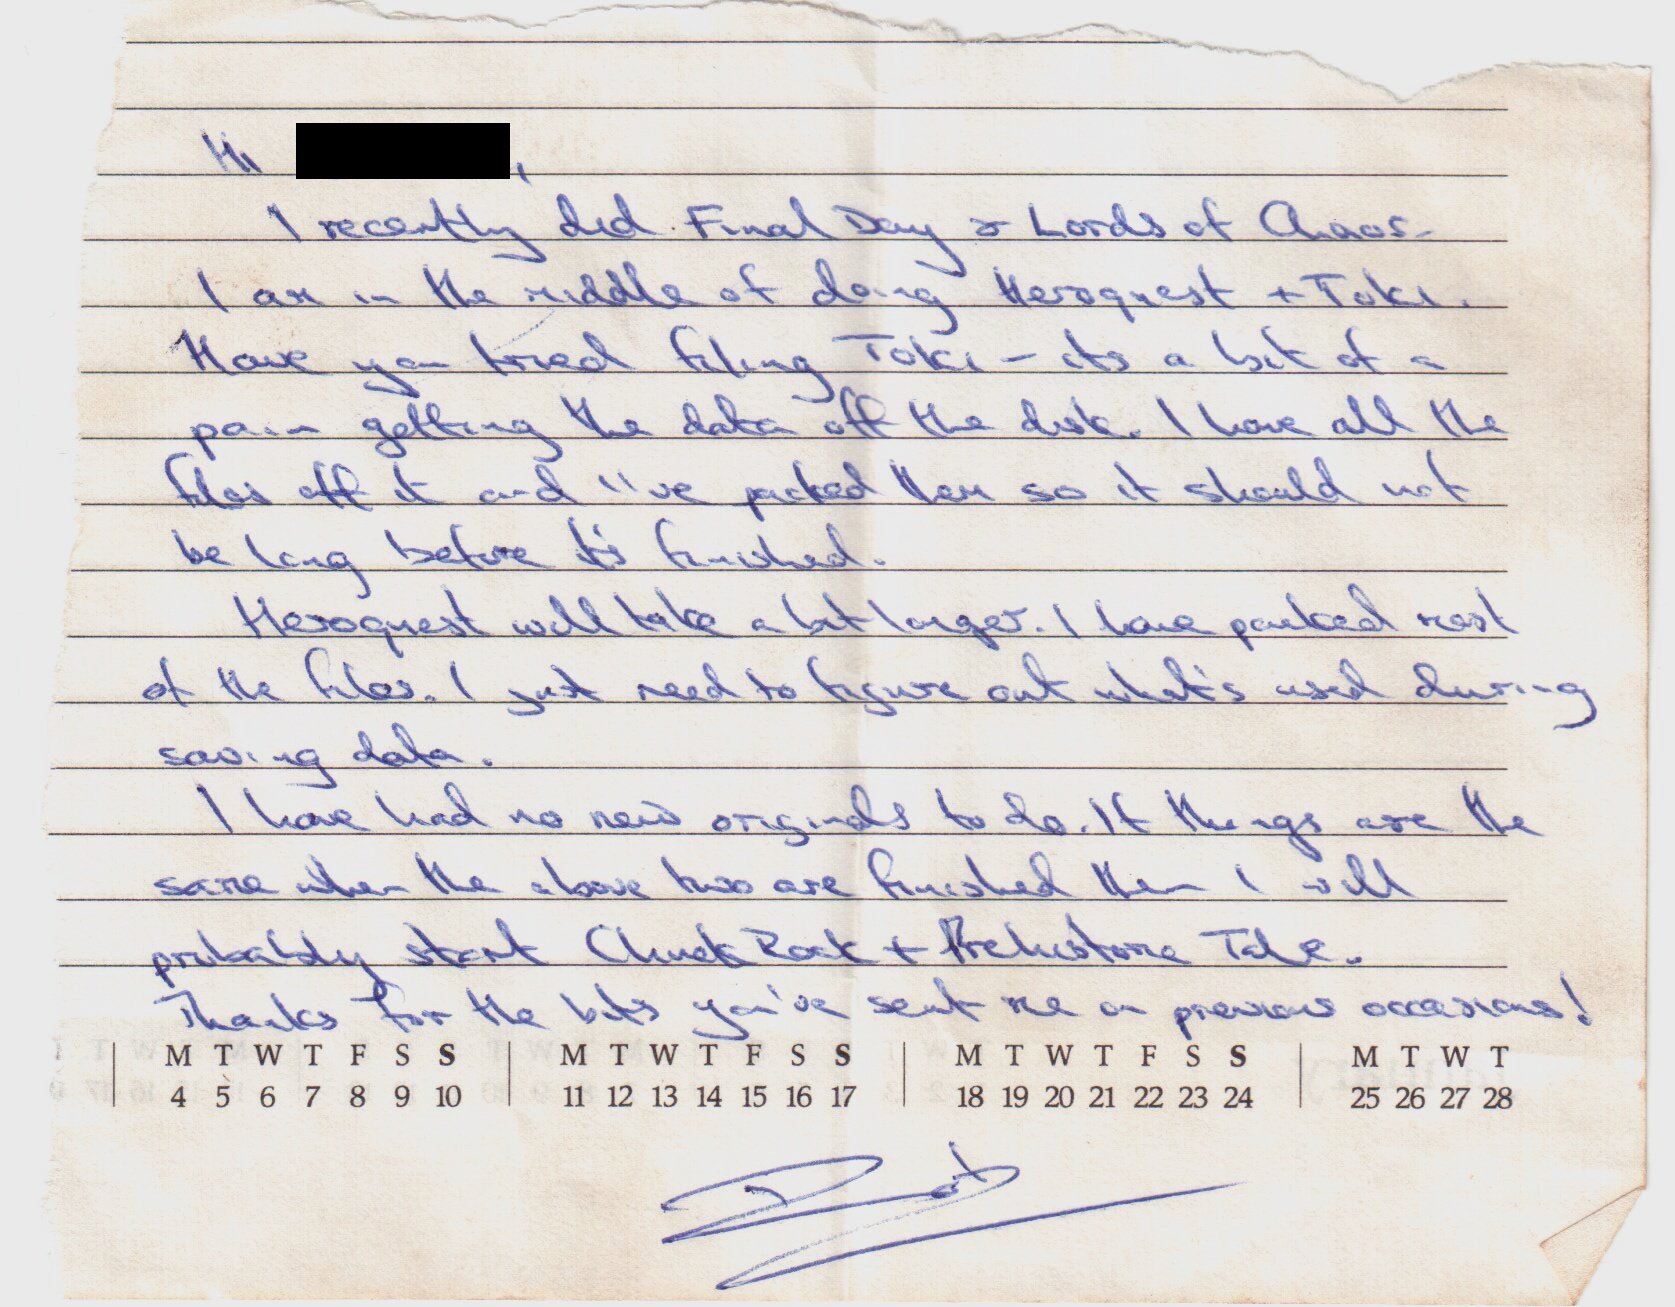 Hi ,
I recently did Final Day & Lords of Chaos.
I am in the middle of doing Heroquest + Toki.
Have you tried filing Toki - its a bit of a
pain getting the data off the disk. I have all the
files off it and I've packed them so it should not
be long before it's finished.
Heroquest will take a bit longer. I have packed most
of the files. I just need to figure out what's used during
saving data.
I have had no new originals to do. If things are the
same when the above two are finished then I will
probably start Chuck Rock + Prehistoric Tale.
Thanks for the bits you've sent me on previous occasions!
M T W T F S S M T W T F S S M T W T F S S M T W T
4 5 6 7 8 9 10 11 12 13 14 15 16 17 18 19 20 21 22 23 24 25 26 27 28